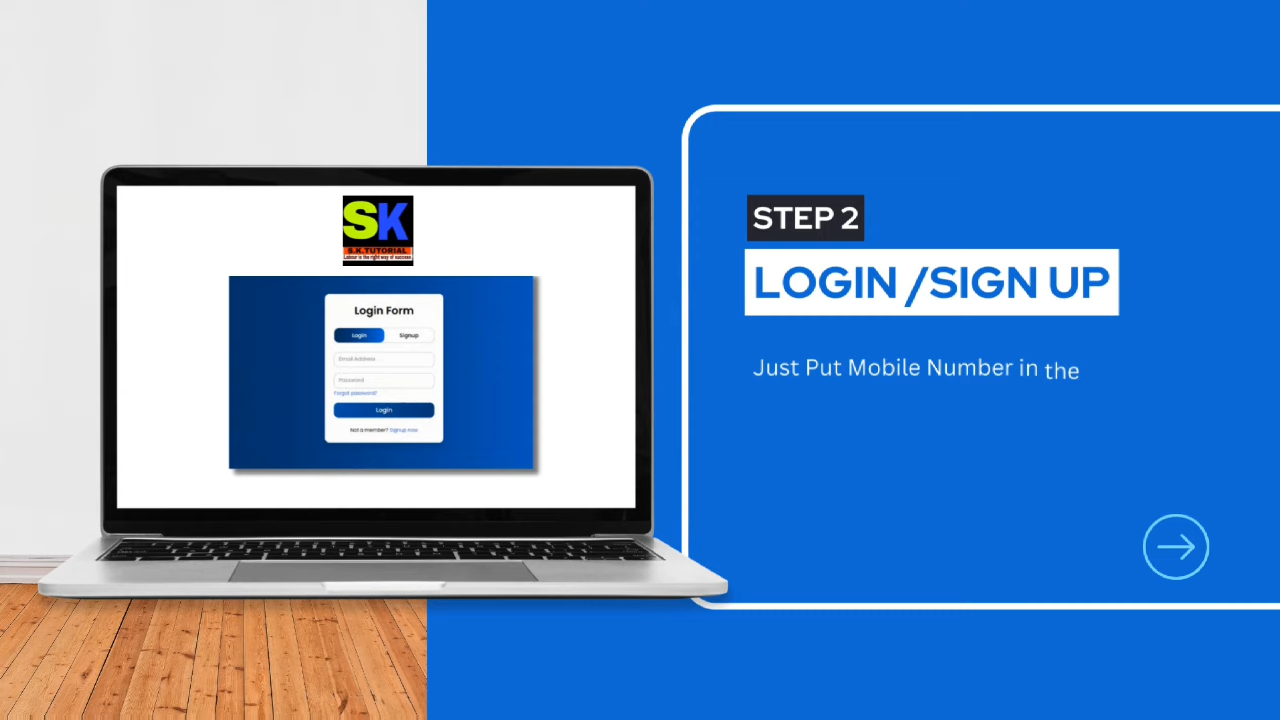 SK
S.K.TUTORIAL
Labour is the right way of success.
Login Form
Login Signup
Email Address
Password
Forgot password?
Login
Not a member? Signup now
STEP 2
LOGIN /SIGN UP
Just Put Mobile Number in the